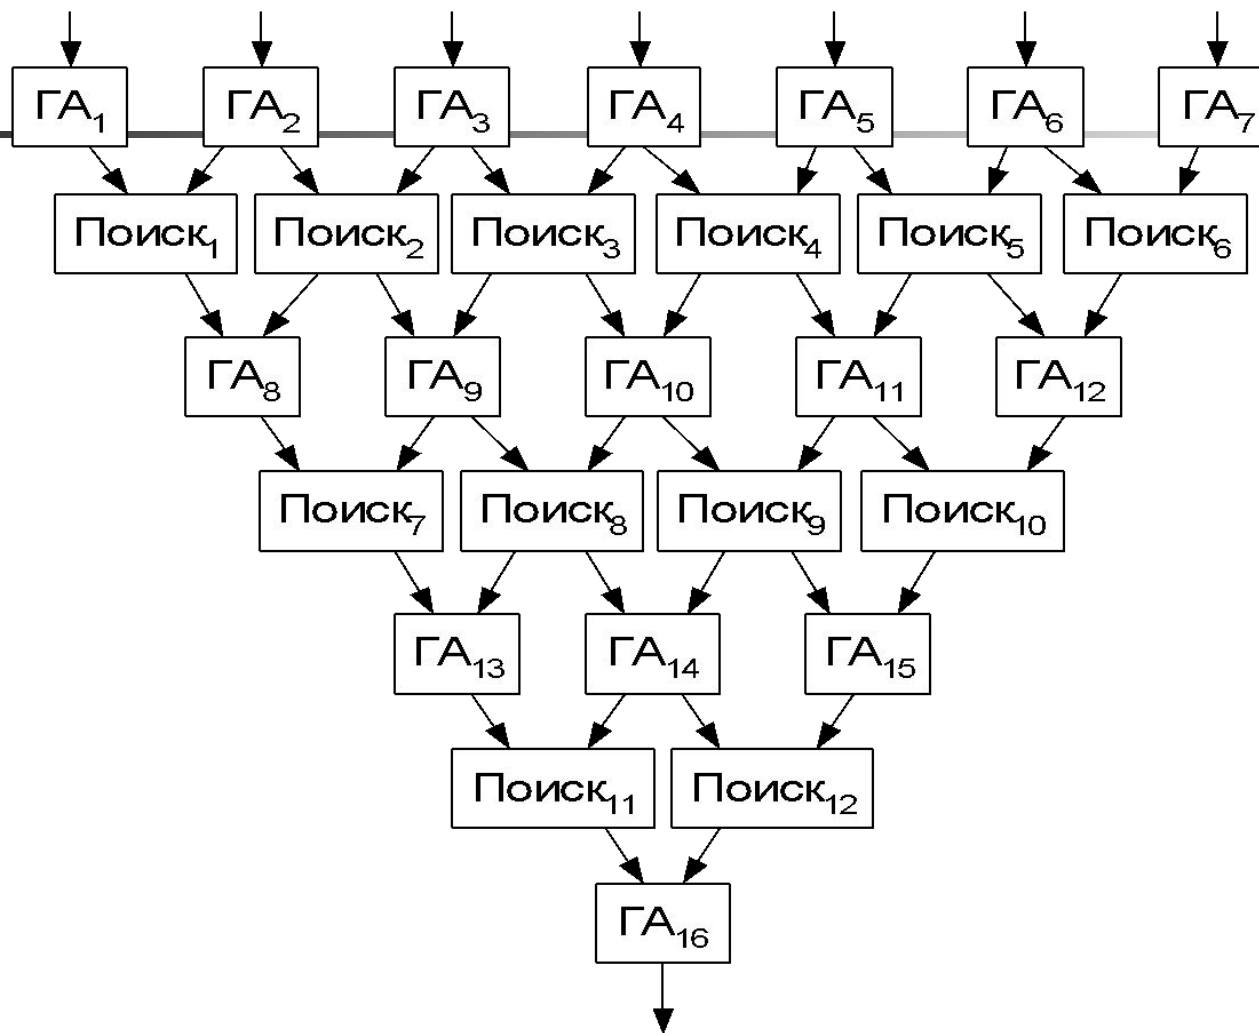 ГА1 ГА2 ГА3 ГА4 ГА5 ГА6 ГА7
Поиск1 Поиск2 Поиск3 Поиск4 Поиск5 Поиск6
ГА8 ГА9 ГА10 ГА11 ГА12
Поиск7 Поиск8 Поиск9 Поиск10
ГА13 ГА14 ГА15
Поиск11 Поиск12
ГА16